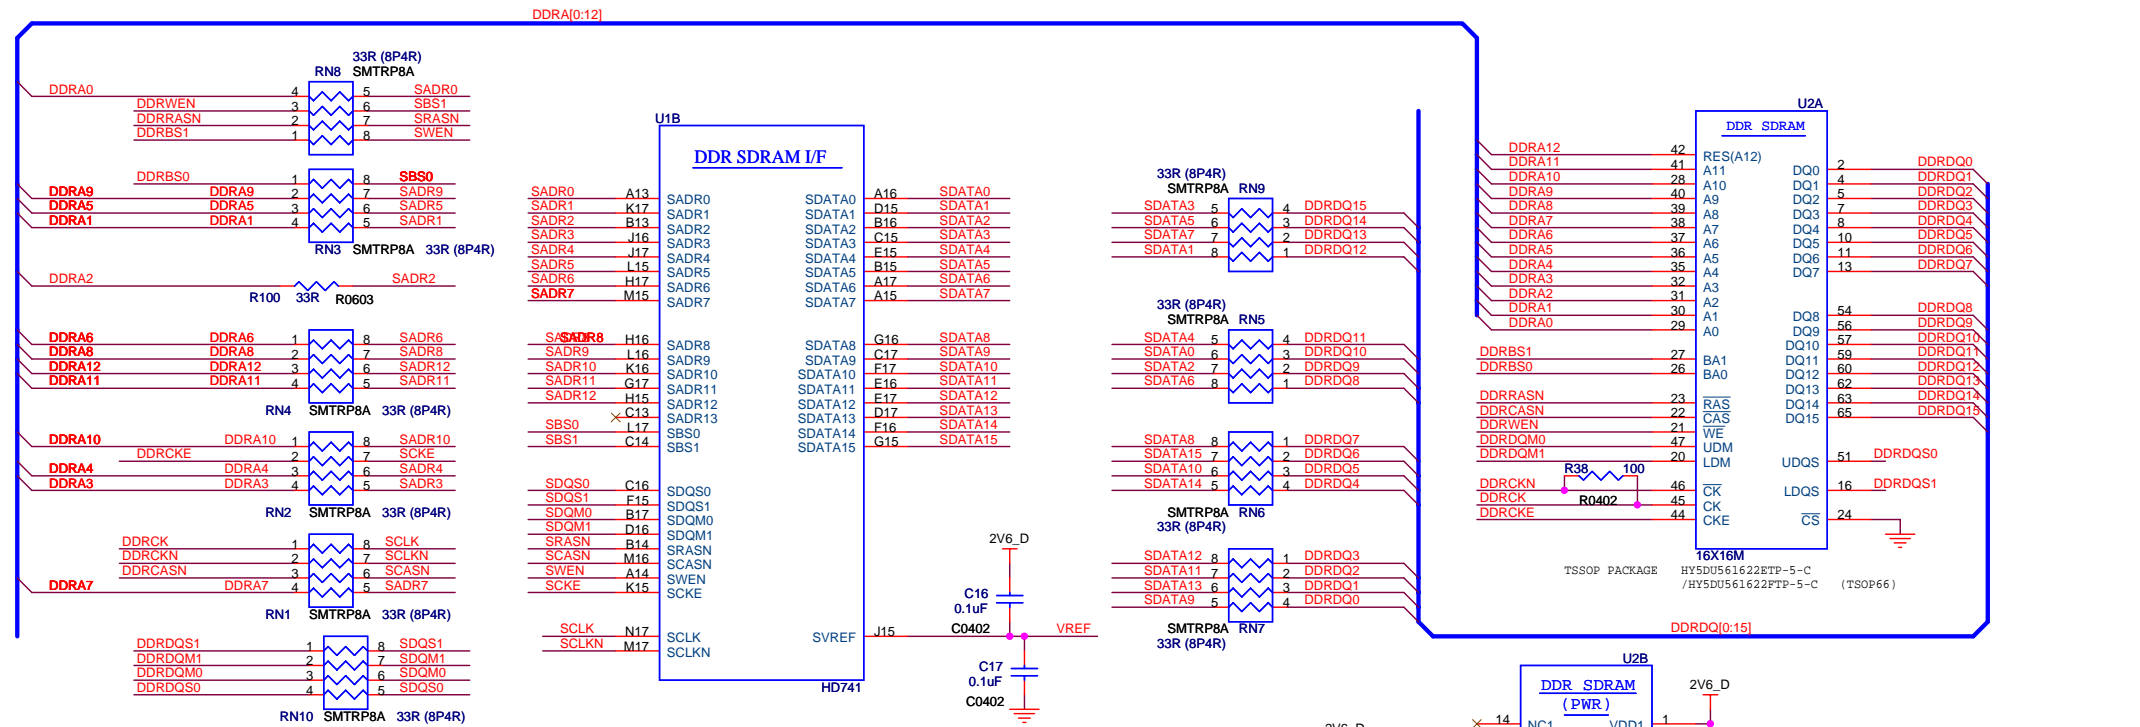 DDRA[0:12]
33R (8P4R)
RN8 SMTRP8A
DDRA0 4 5 SADR0
DDRWEN 3 6 SBS1
DDRRASN 2 7 SRASN
DDRBS1 1 8 SWEN
DDRBS0 1 8 SBS0
DDRA9 DDRA9 2 7 SADR9
DDRA5 DDRA5 3 6 SADR5
DDRA1 DDRA1 4 5 SADR1
RN3 SMTRP8A 33R (8P4R)
DDRA2 SADR2
R100 33R R0603
DDRA6 DDRA6 1 8 SADR6
DDRA8 DDRA8 2 7 SADR8
DDRA12 DDRA12 3 6 SADR12
DDRA11 DDRA11 4 5 SADR11
RN4 SMTRP8A 33R (8P4R)
DDRA10 DDRA10 1 8 SADR10
DDRCKE 2 7 SCKE
DDRA4 DDRA4 3 6 SADR4
DDRA3 DDRA3 4 5 SADR3
RN2 SMTRP8A 33R (8P4R)
DDRCK 1 8 SCLK
DDRCKN 2 7 SCLKN
DDRCASN 3 6 SCASN
DDRA7 DDRA7 4 5 SADR7
RN1 SMTRP8A 33R (8P4R)
DDRDQS1 1 8 SDQS1
DDRDQM1 2 7 SDQM1
DDRDQM0 3 6 SDQM0
DDRDQS0 4 5 SDQS0
RN10 SMTRP8A 33R (8P4R)
U1B
DDR SDRAM I/F
SADR0 A13 SADR0 SDATA0 A16 SDATA0
SADR1 K17 SADR1 SDATA1 D15 SDATA1
SADR2 B13 SADR2 SDATA2 B16 SDATA2
SADR3 J16 SADR3 SDATA3 C15 SDATA3
SADR4 J17 SADR4 SDATA4 E15 SDATA4
SADR5 L15 SADR5 SDATA5 B15 SDATA5
SADR6 H17 SADR6 SDATA6 A17 SDATA6
SADR7 M15 SADR7 SDATA7 A15 SDATA7
SADR8 H16 SADR8 SDATA8 G16 SDATA8
SADR9 L16 SADR9 SDATA9 C17 SDATA9
SADR10 K16 SADR10 SDATA10 F17 SDATA10
SADR11 G17 SADR11 SDATA11 E16 SDATA11
SADR12 H15 SADR12 SDATA12 E17 SDATA12
C13 SADR13 SDATA13 D17 SDATA13
SBS0 L17 SBS0 SDATA14 F16 SDATA14
SBS1 C14 SBS1 SDATA15 G15 SDATA15
SDQS0 C16 SDQS0
SDQS1 F15 SDQS1
SDQM0 B17 SDQM0
SDQM1 D16 SDQM1
SRASN B14 SRASN
SCASN M16 SCASN
SWEN A14 SWEN
SCKE K15 SCKE
SCLK N17 SCLK SVREF J15 VREF
SCLKN M17 SCLKN
HD741
2V6_D
C16
0.1uF
C0402
C17
0.1uF
C0402
33R (8P4R)
SMTRP8A RN9
SDATA3 5 4 DDRDQ15
SDATA5 6 3 DDRDQ14
SDATA7 7 2 DDRDQ13
SDATA1 8 1 DDRDQ12
33R (8P4R)
SMTRP8A RN5
SDATA4 5 4 DDRDQ11
SDATA0 6 3 DDRDQ10
SDATA2 7 2 DDRDQ9
SDATA6 8 1 DDRDQ8
SDATA8 8 1 DDRDQ7
SDATA15 7 2 DDRDQ6
SDATA10 6 3 DDRDQ5
SDATA14 5 4 DDRDQ4
SMTRP8A RN6
33R (8P4R)
SDATA12 8 1 DDRDQ3
SDATA11 7 2 DDRDQ2
SDATA13 6 3 DDRDQ1
SDATA9 5 4 DDRDQ0
SMTRP8A RN7
33R (8P4R)
U2A
DDR SDRAM
DDRA12 42 RES(A12)
DDRA11 41 A11 DQ0 2 DDRDQ0
DDRA10 28 A10 DQ1 4 DDRDQ1
DDRA9 40 A9 DQ2 5 DDRDQ2
DDRA8 39 A8 DQ3 7 DDRDQ3
DDRA7 38 A7 DQ4 8 DDRDQ4
DDRA6 37 A6 DQ5 10 DDRDQ5
DDRA5 36 A5 DQ6 11 DDRDQ6
DDRA4 35 A4 DQ7 13 DDRDQ7
DDRA3 32 A3
DDRA2 31 A2
DDRA1 30 A1 DQ8 54 DDRDQ8
DDRA0 29 A0 DQ9 56 DDRDQ9
DQ10 57 DDRDQ10
DDRBS1 27 BA1 DQ11 59 DDRDQ11
DDRBS0 26 BA0 DQ12 60 DDRDQ12
DQ13 62 DDRDQ13
DDRRASN 23 RAS DQ14 63 DDRDQ14
DDRCASN 22 CAS DQ15 65 DDRDQ15
DDRWEN 21 WE
DDRDQM0 47 UDM
DDRDQM1 20 LDM UDQS 51 DDRDQS0
R38 100
DDRCKN 46 CK LDQS 16 DDRDQS1
R0402
DDRCK 45 CK
DDRCKE 44 CKE CS 24
16X16M
TSSOP PACKAGE HY5DU561622ETP-5-C
/HY5DU561622FTP-5-C (TSOP66)
DDRDQ[0:15]
U2B
DDR SDRAM
(PWR)
2V6_D
14 NC1 VDD1 1
2V6_D